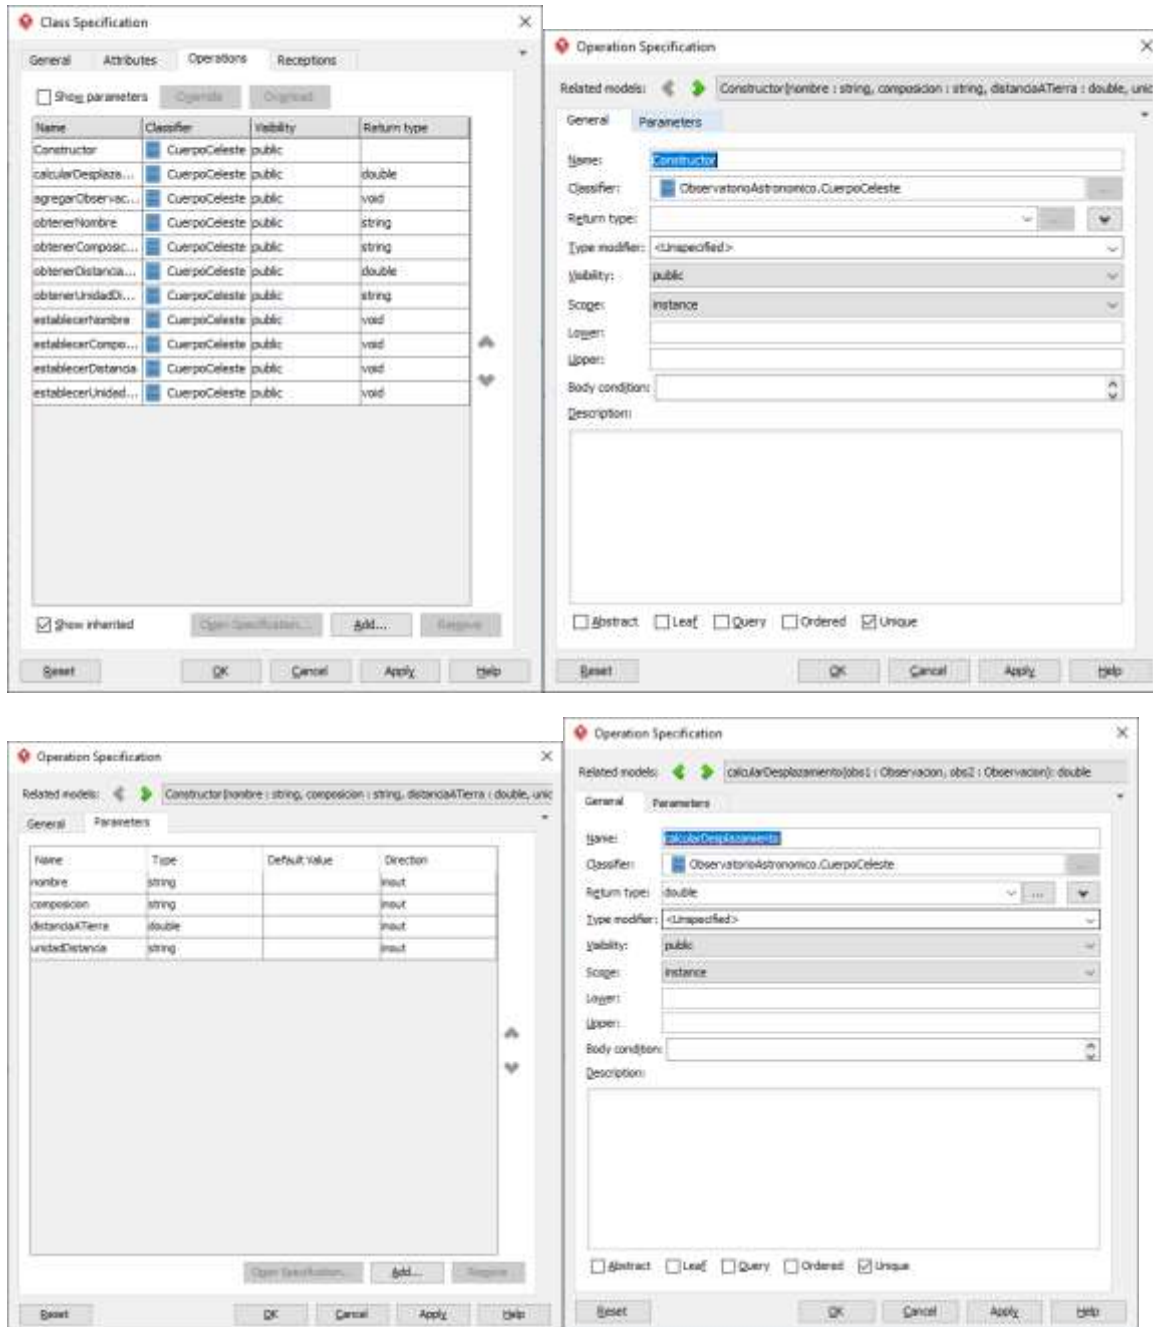 Class Specification
General Attributes Operations Receptions
Show parameters Override Overload
Name Classifier Visibility Return type
Constructor CuerpoCeleste public
calcularDesplaza... CuerpoCeleste public double
agregarObservac... CuerpoCeleste public void
obtenerNombre CuerpoCeleste public string
obtenerComposic... CuerpoCeleste public string
obtenerDistancia... CuerpoCeleste public double
obtenerUnidadDi... CuerpoCeleste public string
establecerNombre CuerpoCeleste public void
establecerCompo... CuerpoCeleste public void
establecerDistancia CuerpoCeleste public void
establecerUnidad... CuerpoCeleste public void
Show inherited Open Specification... Add... Remove
Reset OK Cancel Apply Help
Operation Specification
Related models: Constructor(nombre : string, composicion : string, distanciaATierra : double, unic
General Parameters
Name: Constructor
Classifier: ObservatorioAstronomico.CuerpoCeleste ...
Return type: ...
Type modifier: <Unspecified>
Visibility: public
Scope: instance
Lower:
Upper:
Body condition:
Description:
Abstract Leaf Query Ordered Unique
Reset OK Cancel Apply Help
Operation Specification
Related models: Constructor(nombre : string, composicion : string, distanciaATierra : double, unic
General Parameters
Name Type Default Value Direction
nombre string inout
composicion string inout
distanciaATierra double inout
unidadDistancia string inout
Open Specification... Add... Remove
Reset OK Cancel Apply Help
Operation Specification
Related models: calcularDesplazamiento(obs1 : Observacion, obs2 : Observacion): double
General Parameters
Name: calcularDesplazamiento
Classifier: ObservatorioAstronomico.CuerpoCeleste ...
Return type: double ...
Type modifier: <Unspecified>
Visibility: public
Scope: instance
Lower:
Upper:
Body condition:
Description:
Abstract Leaf Query Ordered Unique
Reset OK Cancel Apply Help